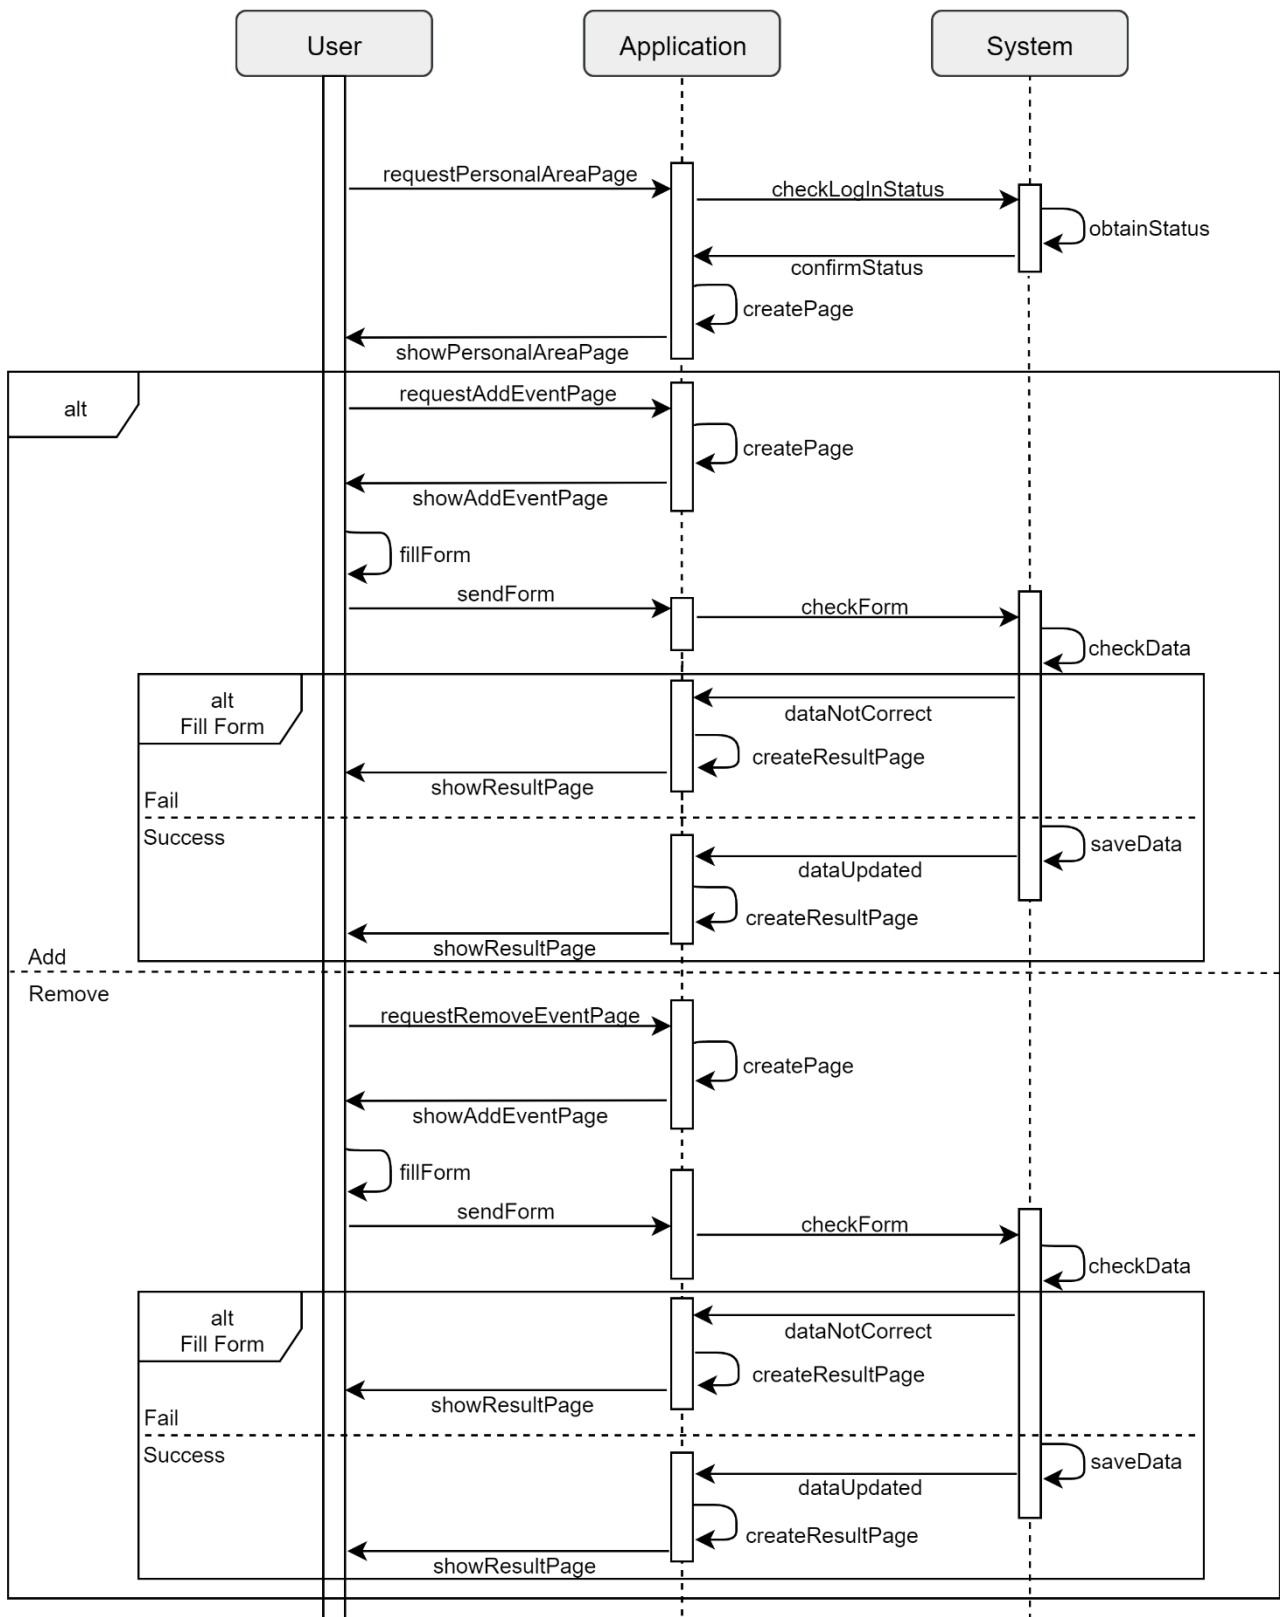 User
Application
System
requestPersonalAreaPage
checkLogInStatus
obtainStatus
confirmStatus
createPage
showPersonalAreaPage
alt
requestAddEventPage
createPage
showAddEventPage
fillForm
sendForm
checkForm
checkData
alt
Fill Form
dataNotCorrect
createResultPage
showResultPage
Fail
Success
saveData
dataUpdated
createResultPage
showResultPage
Add
Remove
requestRemoveEventPage
createPage
showAddEventPage
fillForm
sendForm
checkForm
checkData
alt
Fill Form
dataNotCorrect
createResultPage
showResultPage
Fail
Success
saveData
dataUpdated
createResultPage
showResultPage